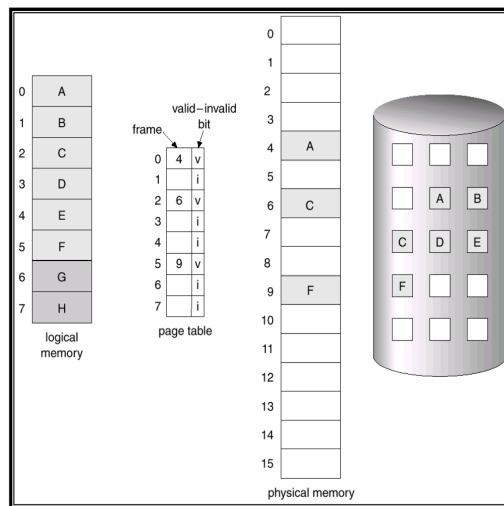 0 A
1 B
2 C
3 D
4 E
5 F
6 G
7 H
logical
memory
valid–invalid
bit
frame
0 4 v
1 i
2 6 v
3 i
4 i
5 9 v
6 i
7 i
page table
0
1
2
3
4 A
5
6 C
7
8
9 F
10
11
12
13
14
15
physical memory
A B
C D E
F